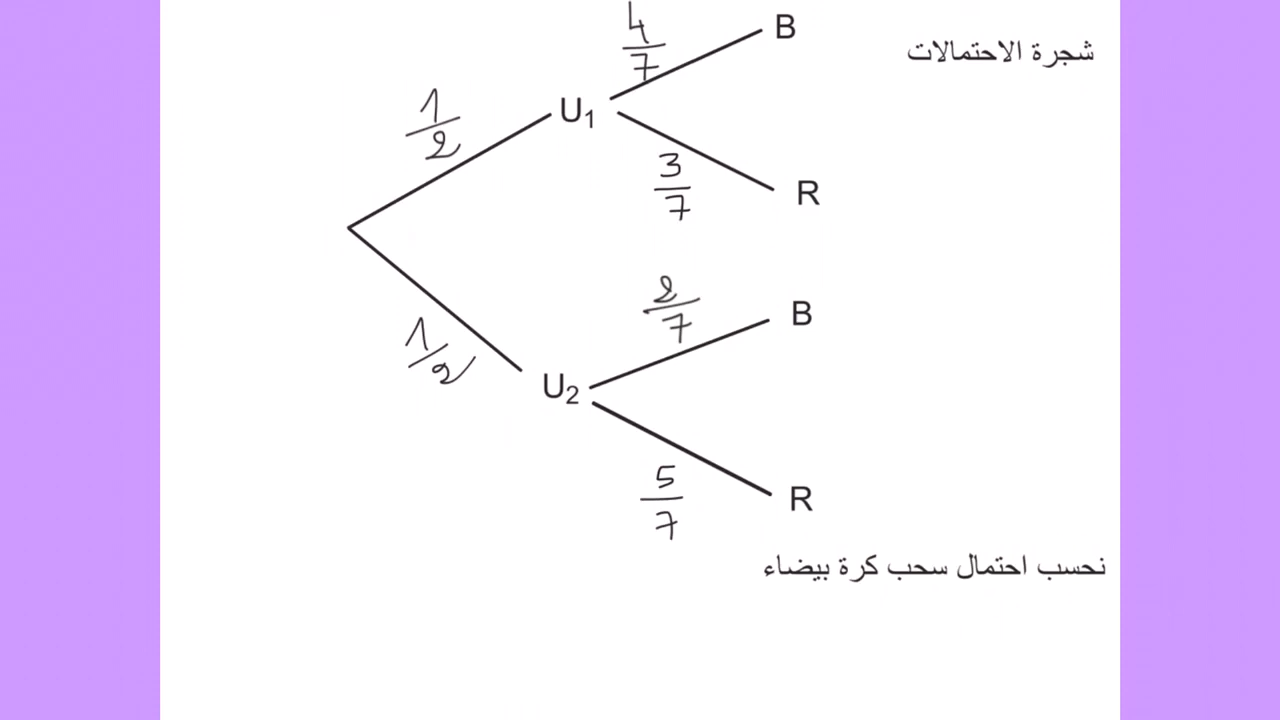 4/7 B
شجرة الاحتمالات
1/2 U₁
3/7 R
2/7 B
1/2 U₂
5/7 R
نحسب احتمال سحب كرة بيضاء